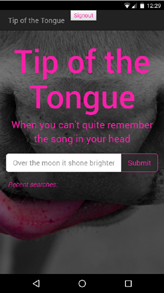 12:29
Tip of the Tongue
Signout
Tip of the
Tongue
When you can't quite remember
the song in your head
Over the moon it shone brighter
Submit
Recent searches: